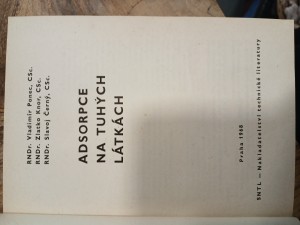 RNDr. Vladimír Ponec, CSc.
RNDr. Zlatko Knor, CSc.
RNDr. Slavoj Černý, CSc.
ADSORPCE
NA TUHÝCH
LÁTKÁCH
Praha 1968
SNTL — Nakladatelství technické literatury